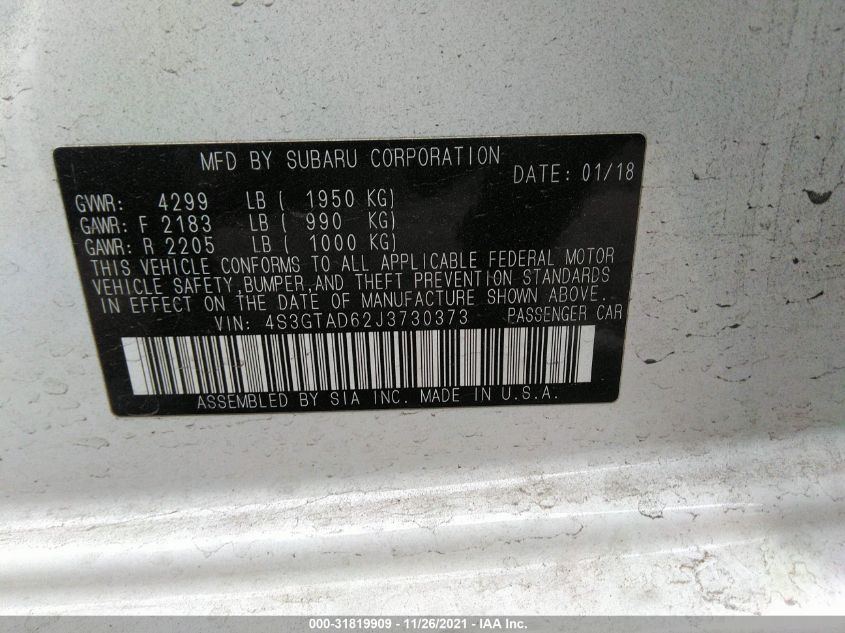 MFD BY SUBARU CORPORATION
DATE: 01/18
GVWR: 4299 LB ( 1950 KG)
GAWR: F 2183 LB ( 990 KG)
GAWR: R 2205 LB ( 1000 KG)
THIS VEHICLE CONFORMS TO ALL APPLICABLE FEDERAL MOTOR
VEHICLE SAFETY,BUMPER,AND THEFT PREVENTION STANDARDS
IN EFFECT ON THE DATE OF MANUFACTURE SHOWN ABOVE.
VIN: 4S3GTAD62J3730373 PASSENGER CAR
ASSEMBLED BY SIA INC. MADE IN U.S.A.
000-31819909 - 11/26/2021 - IAA Inc.